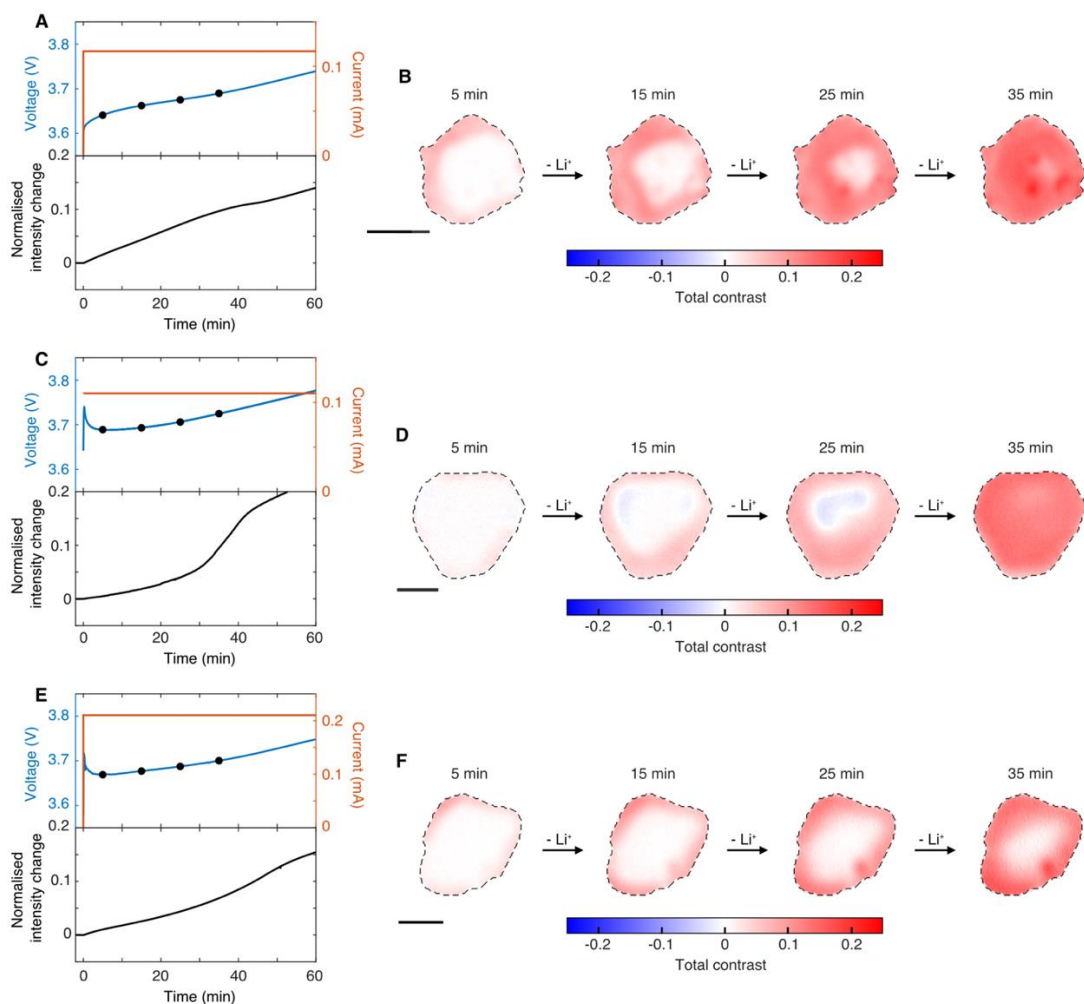 A
3.8
3.7
3.6
Voltage (V)
0.2
0.1
0
Current (mA)
0.2
0.1
0
Normalised
intensity change
0 20 40 60
Time (min)
B
5 min 15 min 25 min 35 min
- Li⁺ - Li⁺ - Li⁺
-0.2 -0.1 0 0.1 0.2
Total contrast
C
3.8
3.7
3.6
Voltage (V)
0.1
0
Current (mA)
0.2
0.1
0
Normalised
intensity change
0 20 40 60
Time (min)
D
5 min 15 min 25 min 35 min
- Li⁺ - Li⁺ - Li⁺
-0.2 -0.1 0 0.1 0.2
Total contrast
E
3.8
3.7
3.6
Voltage (V)
0.2
0.1
0
Current (mA)
0.2
0.1
0
Normalised
intensity change
0 20 40 60
Time (min)
F
5 min 15 min 25 min 35 min
- Li⁺ - Li⁺ - Li⁺
-0.2 -0.1 0 0.1 0.2
Total contrast